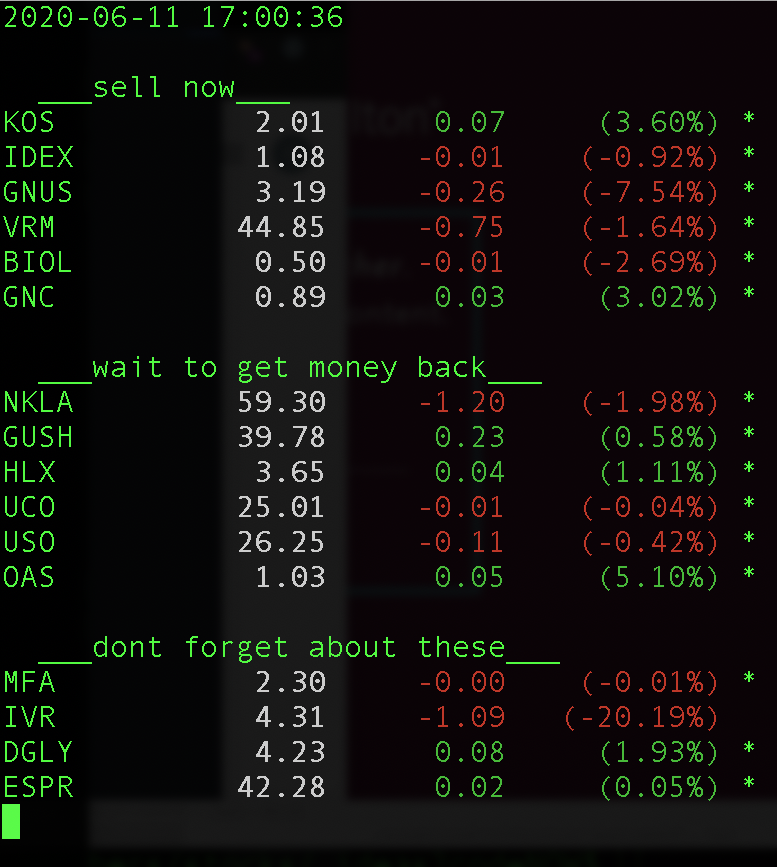 2020-06-11 17:00:36
___sell now___
KOS 2.01 0.07 (3.60%) *
IDEX 1.08 -0.01 (-0.92%) *
GNUS 3.19 -0.26 (-7.54%) *
VRM 44.85 -0.75 (-1.64%) *
BIOL 0.50 -0.01 (-2.69%) *
GNC 0.89 0.03 (3.02%) *
___wait to get money back___
NKLA 59.30 -1.20 (-1.98%) *
GUSH 39.78 0.23 (0.58%) *
HLX 3.65 0.04 (1.11%) *
UCO 25.01 -0.01 (-0.04%) *
USO 26.25 -0.11 (-0.42%) *
OAS 1.03 0.05 (5.10%) *
___dont forget about these___
MFA 2.30 -0.00 (-0.01%) *
IVR 4.31 -1.09 (-20.19%)
DGLY 4.23 0.08 (1.93%) *
ESPR 42.28 0.02 (0.05%) *